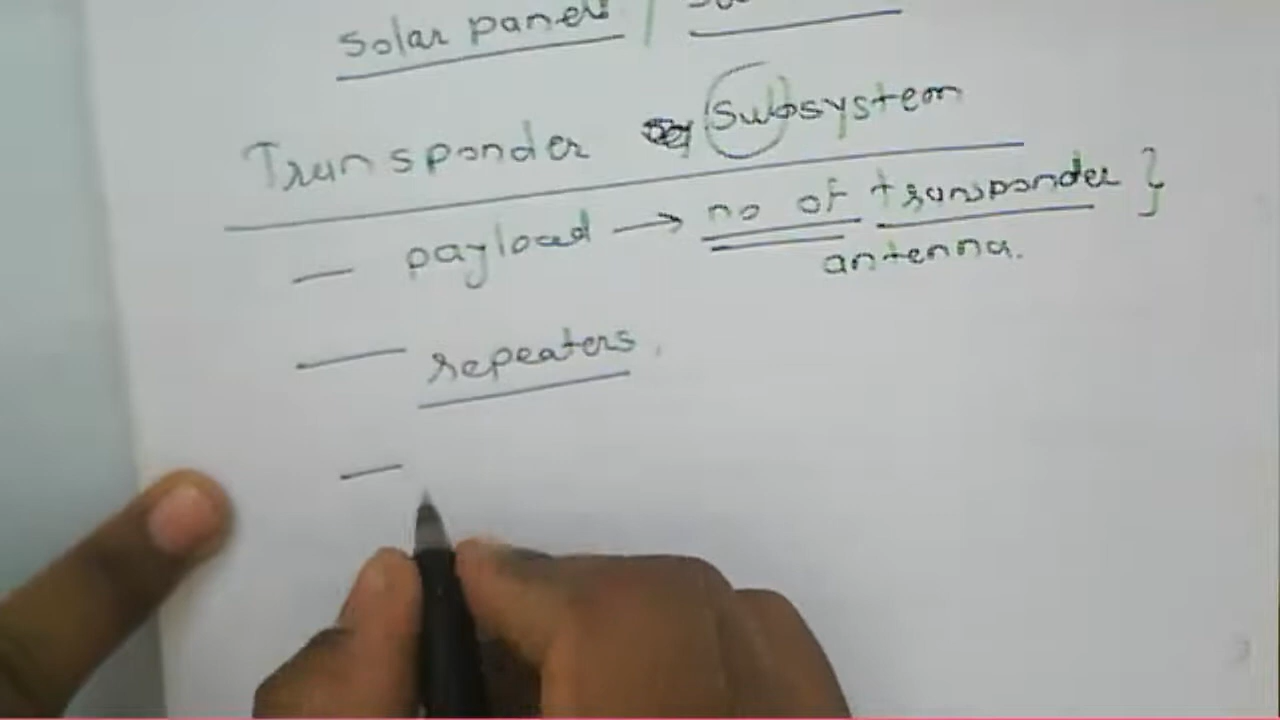 Solar panel /
Transponder Subsystem
— payload → no of transponder }
antenna.
— repeaters.
—